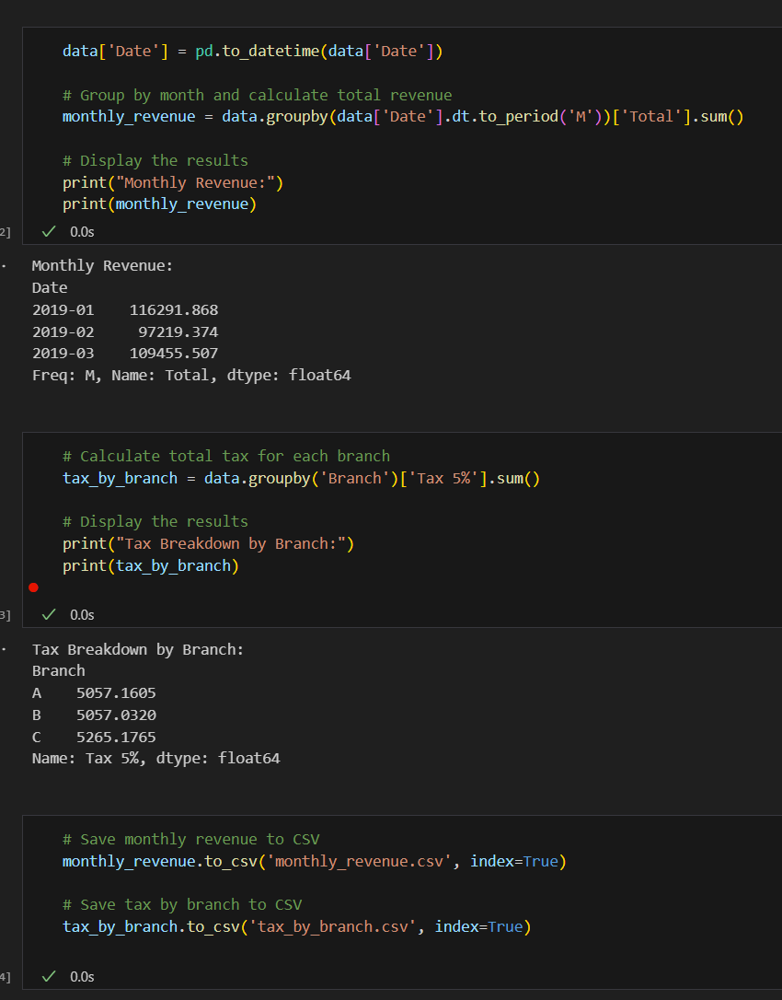 data['Date'] = pd.to_datetime(data['Date'])
# Group by month and calculate total revenue
monthly_revenue = data.groupby(data['Date'].dt.to_period('M'))['Total'].sum()
# Display the results
print("Monthly Revenue:")
print(monthly_revenue)
2]
0.0s
Monthly Revenue:
Date
2019-01    116291.868
2019-02     97219.374
2019-03    109455.507
Freq: M, Name: Total, dtype: float64
# Calculate total tax for each branch
tax_by_branch = data.groupby('Branch')['Tax 5%'].sum()
# Display the results
print("Tax Breakdown by Branch:")
print(tax_by_branch)
3]
0.0s
Tax Breakdown by Branch:
Branch
A    5057.1605
B    5057.0320
C    5265.1765
Name: Tax 5%, dtype: float64
# Save monthly revenue to CSV
monthly_revenue.to_csv('monthly_revenue.csv', index=True)
# Save tax by branch to CSV
tax_by_branch.to_csv('tax_by_branch.csv', index=True)
4]
0.0s